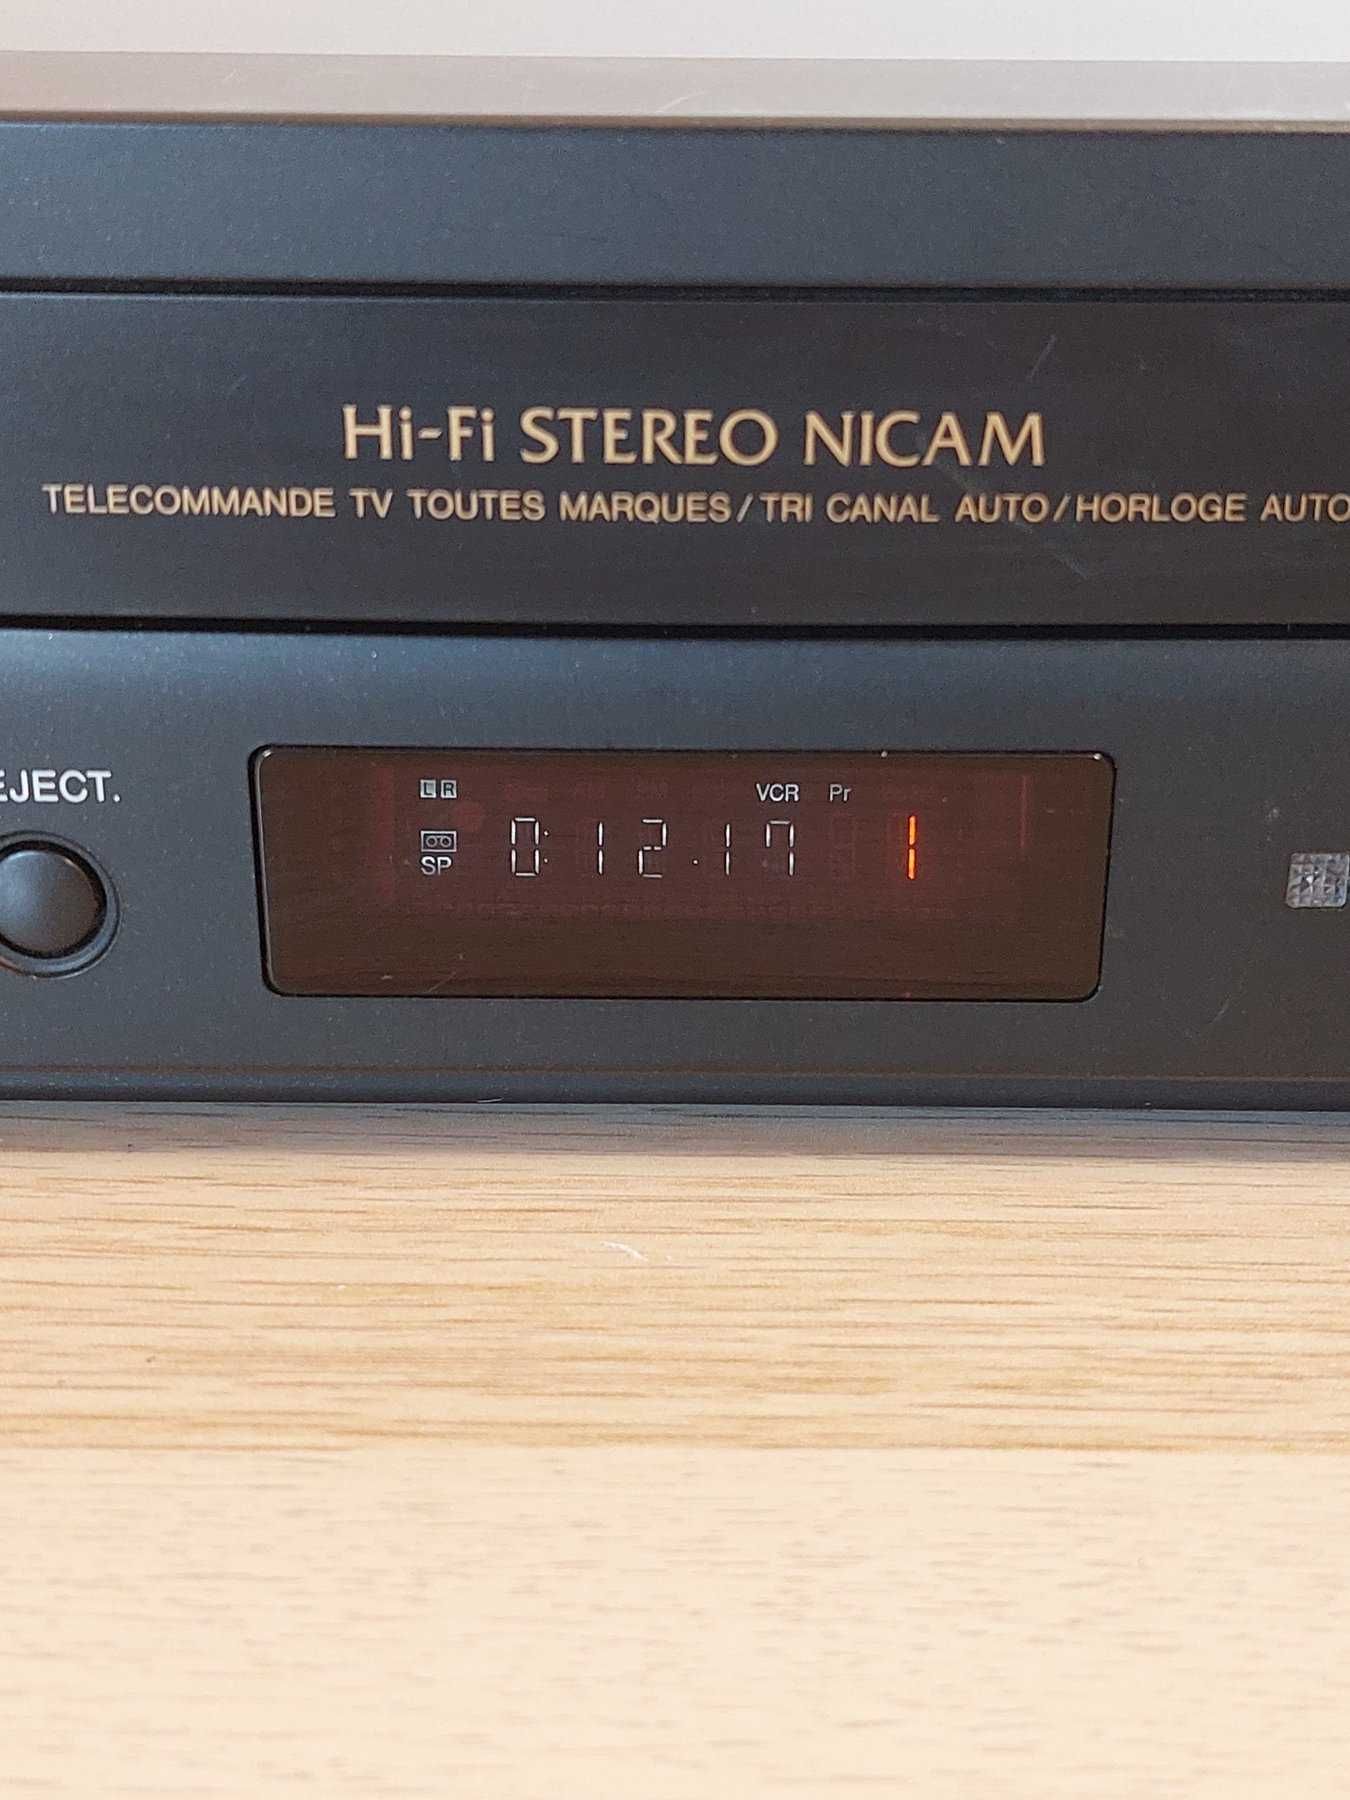 Hi-Fi STEREO NICAM
TELECOMMANDE TV TOUTES MARQUES/TRI CANAL AUTO/HORLOGE AUTO
EJECT.
L R VCR Pr
0:12.17 1
SP